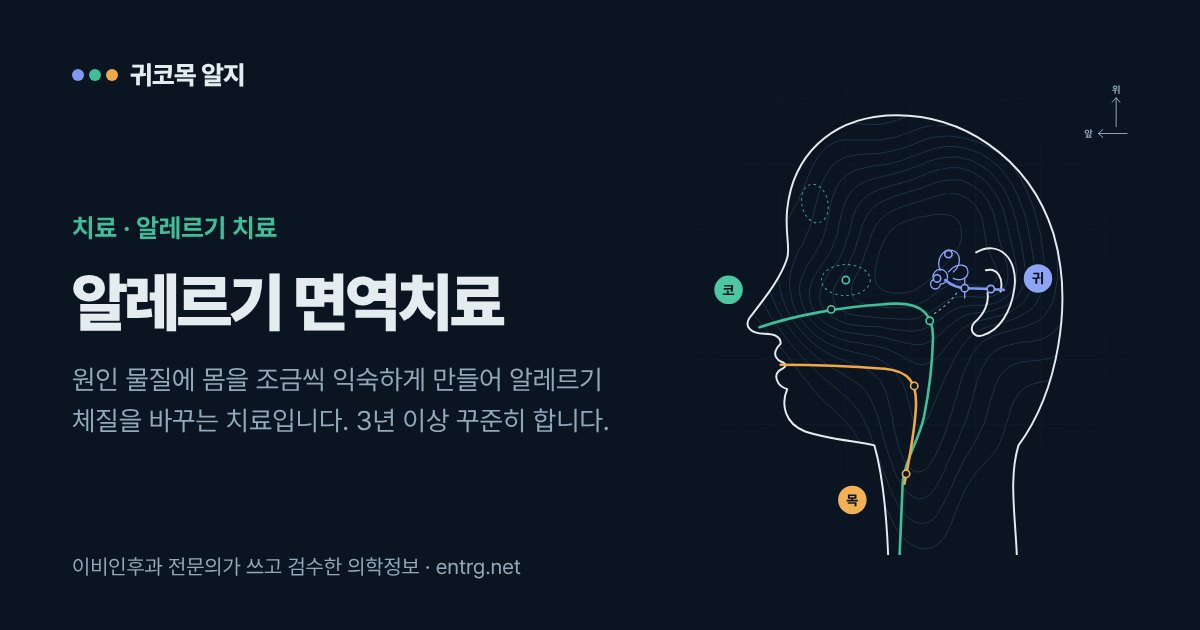 귀코목 알지
치료 · 알레르기 치료
알레르기 면역치료
원인 물질에 몸을 조금씩 익숙하게 만들어 알레르기
체질을 바꾸는 치료입니다. 3년 이상 꾸준히 합니다.
이비인후과 전문의가 쓰고 검수한 의학정보 · entrg.net
위
앞
코
귀
목